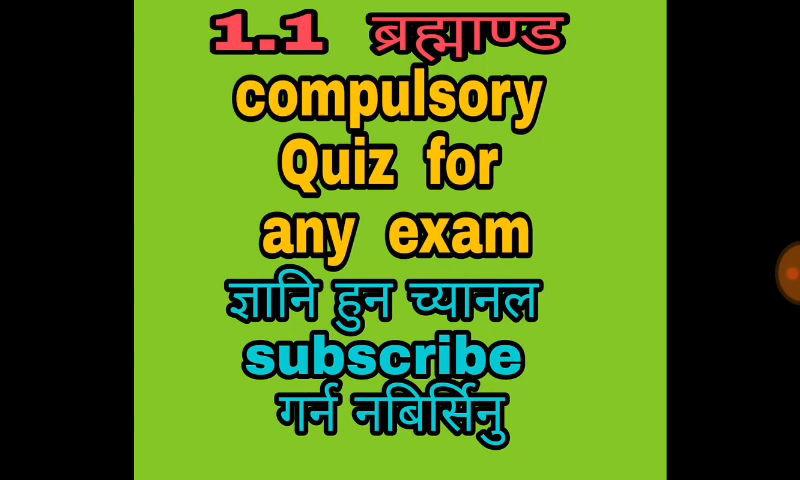 1.1 ब्रह्माण्ड
compulsory
Quiz for
any exam
ज्ञानि हुन च्यानल
subscribe
गर्न नबिर्सिनु